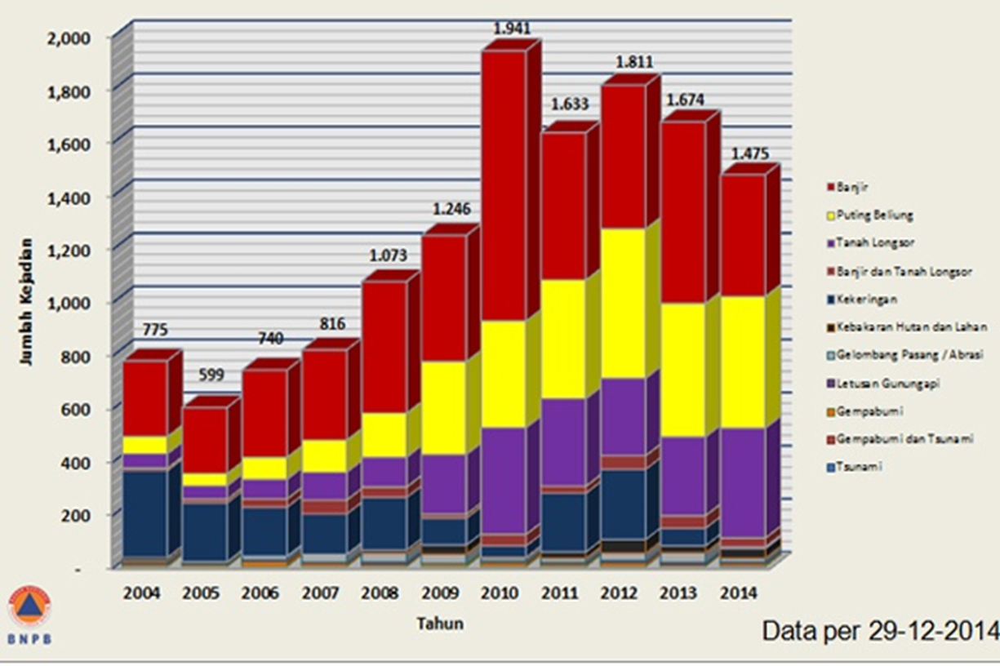 2,000
1,800
1,600
1,400
1,200
1,000
800
600
400
200
-
Jumlah Kejadian
775
599
740
816
1.073
1.246
1.941
1.633
1.811
1.674
1.475
2004 2005 2006 2007 2008 2009 2010 2011 2012 2013 2014
Tahun
Banjir
Puting Beliung
Tanah Longsor
Banjir dan Tanah Longsor
Kekeringan
Kebakaran Hutan dan Lahan
Gelombang Pasang / Abrasi
Letusan Gunungapi
Gempabumi
Gempabumi dan Tsunami
Tsunami
BNPB
Data per 29-12-2014